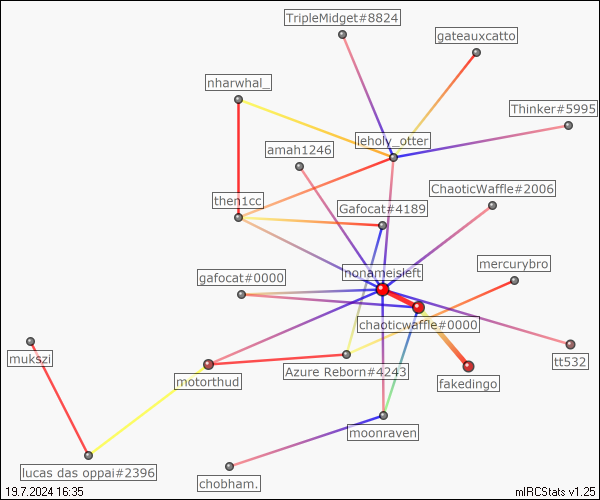 TripleMidget#8824
gateauxcatto
nharwhal_
Thinker#5995
leholy_otter
amah1246
ChaoticWaffle#2006
then1cc
Gafocat#4189
mercurybro
nonameisleft
gafocat#0000
chaoticwaffle#0000
mukszi
tt532
Azure Reborn#4243
motorthud
fakedingo
moonraven
lucas das oppai#2396
chobham.
19.7.2024 16:35
mIRCStats v1.25